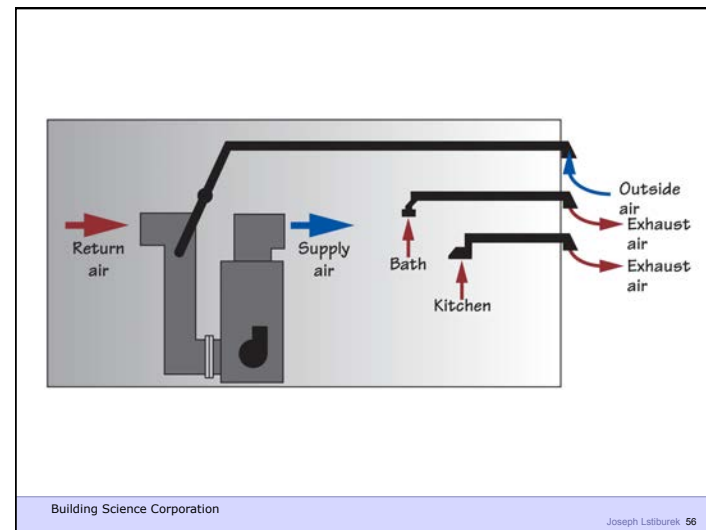 Return
air
Supply
air
Bath
Kitchen
Outside
air
Exhaust
air
Exhaust
air
Building Science Corporation
Joseph Lstiburek 56